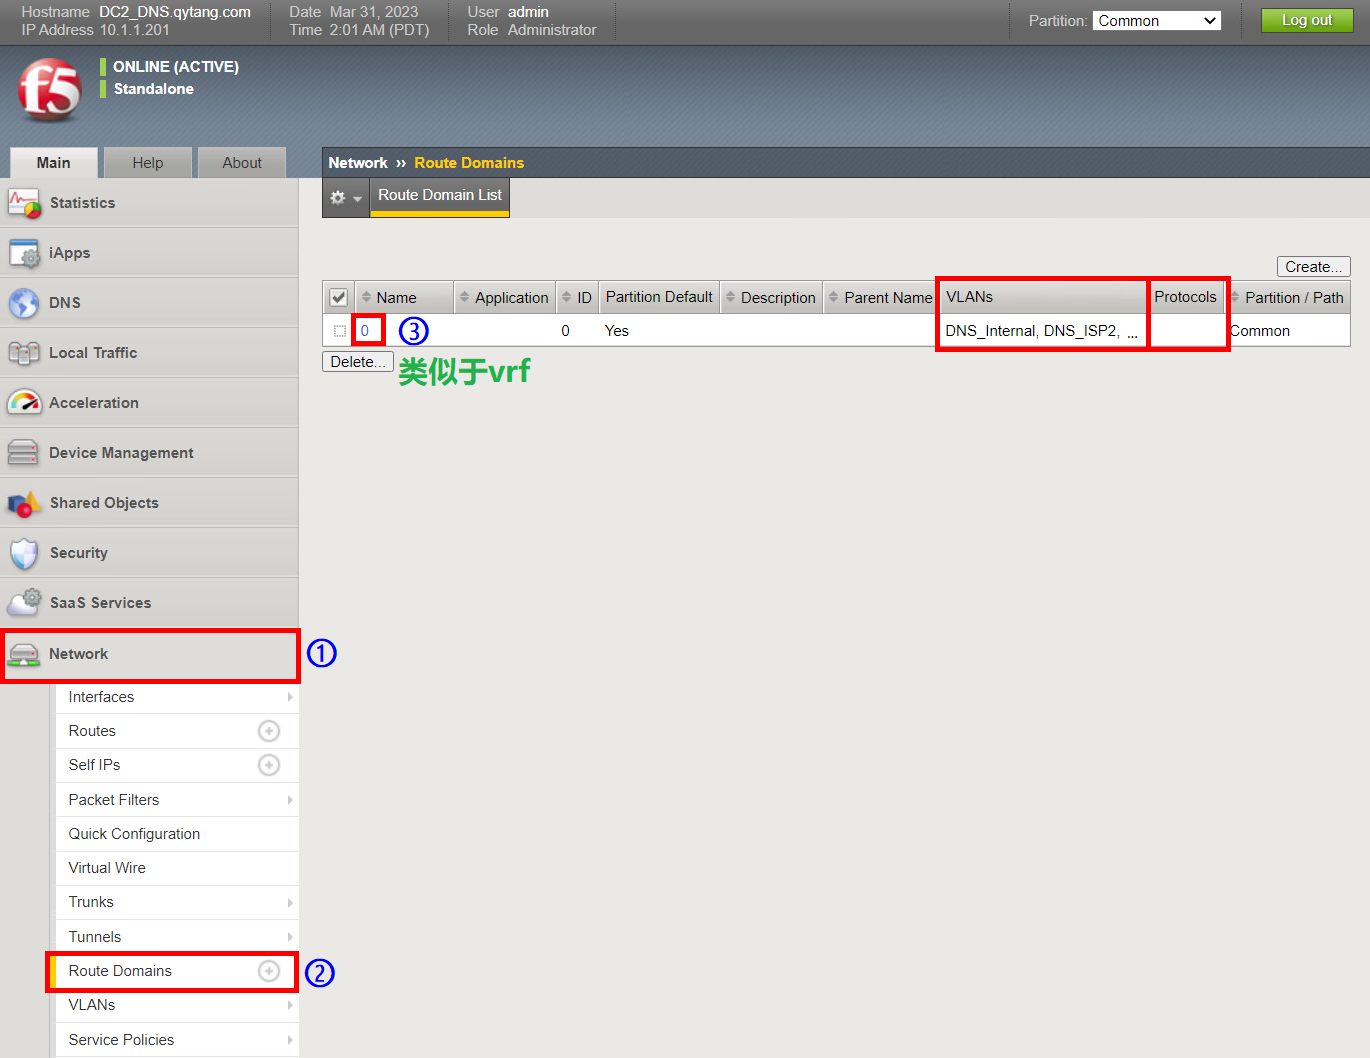 Hostname DC2_DNS.qytang.com Date Mar 31, 2023 User admin Partition: Common Log out
IP Address 10.1.1.201 Time 2:01 AM (PDT) Role Administrator
f5
ONLINE (ACTIVE)
Standalone
Main Help About
Network ›› Route Domains
Route Domain List
Statistics
iApps
DNS
Local Traffic
Acceleration
Device Management
Shared Objects
Security
SaaS Services
Network ①
Interfaces
Routes
Self IPs
Packet Filters
Quick Configuration
Virtual Wire
Trunks
Tunnels
Route Domains ②
VLANs
Service Policies
Create...
Name Application ID Partition Default Description Parent Name VLANs Protocols Partition / Path
0 ③ 0 Yes DNS_Internal, DNS_ISP2, ... Common
Delete...
类似于vrf